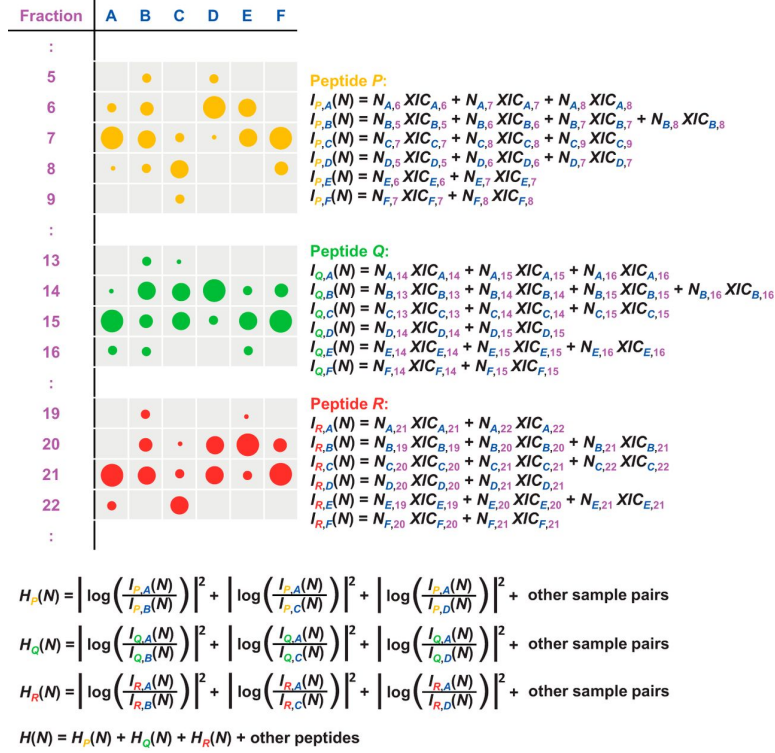 Fraction A B C D E F
:
5
6
7
8
9
:
13
14
15
16
:
19
20
21
22
:
Peptide P:
I_P,A(N) = N_A,6 XIC_A,6 + N_A,7 XIC_A,7 + N_A,8 XIC_A,8
I_P,B(N) = N_B,5 XIC_B,5 + N_B,6 XIC_B,6 + N_B,7 XIC_B,7 + N_B,8 XIC_B,8
I_P,C(N) = N_C,7 XIC_C,7 + N_C,8 XIC_C,8 + N_C,9 XIC_C,9
I_P,D(N) = N_D,5 XIC_D,5 + N_D,6 XIC_D,6 + N_D,7 XIC_D,7
I_P,E(N) = N_E,6 XIC_E,6 + N_E,7 XIC_E,7
I_P,F(N) = N_F,7 XIC_F,7 + N_F,8 XIC_F,8
Peptide Q:
I_Q,A(N) = N_A,14 XIC_A,14 + N_A,15 XIC_A,15 + N_A,16 XIC_A,16
I_Q,B(N) = N_B,13 XIC_B,13 + N_B,14 XIC_B,14 + N_B,15 XIC_B,15 + N_B,16 XIC_B,16
I_Q,C(N) = N_C,13 XIC_C,13 + N_C,14 XIC_C,14 + N_C,15 XIC_C,15
I_Q,D(N) = N_D,14 XIC_D,14 + N_D,15 XIC_D,15
I_Q,E(N) = N_E,14 XIC_E,14 + N_E,15 XIC_E,15 + N_E,16 XIC_E,16
I_Q,F(N) = N_F,14 XIC_F,14 + N_F,15 XIC_F,15
Peptide R:
I_R,A(N) = N_A,21 XIC_A,21 + N_A,22 XIC_A,22
I_R,B(N) = N_B,19 XIC_B,19 + N_B,20 XIC_B,20 + N_B,21 XIC_B,21
I_R,C(N) = N_C,20 XIC_C,20 + N_C,21 XIC_C,21 + N_C,22 XIC_C,22
I_R,D(N) = N_D,20 XIC_D,20 + N_D,21 XIC_D,21
I_R,E(N) = N_E,19 XIC_E,19 + N_E,20 XIC_E,20 + N_E,21 XIC_E,21
I_R,F(N) = N_F,20 XIC_F,20 + N_F,21 XIC_F,21
H_P(N) = | log(I_P,A(N)/I_P,B(N)) |² + | log(I_P,A(N)/I_P,C(N)) |² + | log(I_P,A(N)/I_P,D(N)) |² + other sample pairs
H_Q(N) = | log(I_Q,A(N)/I_Q,B(N)) |² + | log(I_Q,A(N)/I_Q,C(N)) |² + | log(I_Q,A(N)/I_Q,D(N)) |² + other sample pairs
H_R(N) = | log(I_R,A(N)/I_R,B(N)) |² + | log(I_R,A(N)/I_R,C(N)) |² + | log(I_R,A(N)/I_R,D(N)) |² + other sample pairs
H(N) = H_P(N) + H_Q(N) + H_R(N) + other peptides